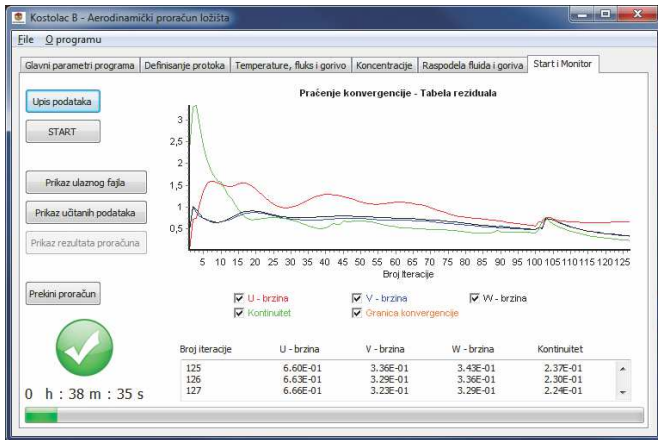 Kostolac B - Aerodinamički proračun ložišta
File O programu
Glavni parametri programa Definisanje protoka Temperature, fluks i gorivo Koncentracije Raspodela fluida i goriva Start i Monitor
Upis podataka
START
Prikaz ulaznog fajla
Prikaz učitanih podataka
Prikaz rezultata proračuna
Prekini proračun
0 h : 38 m : 35 s
Praćenje konvergencije - Tabela reziduala
3
2,5
2
1,5
1
0,5
5 10 15 20 25 30 35 40 45 50 55 60 65 70 75 80 85 90 95 100 105 110 115 120 125
Broj Iteracije
U - brzina V - brzina W - brzina
Kontinuitet Granica konvergencije
Broj iteracije U - brzina V - brzina W - brzina Kontinuitet
125 6.60E-01 3.36E-01 3.43E-01 2.37E-01
126 6.63E-01 3.29E-01 3.36E-01 2.30E-01
127 6.66E-01 3.23E-01 3.29E-01 2.24E-01